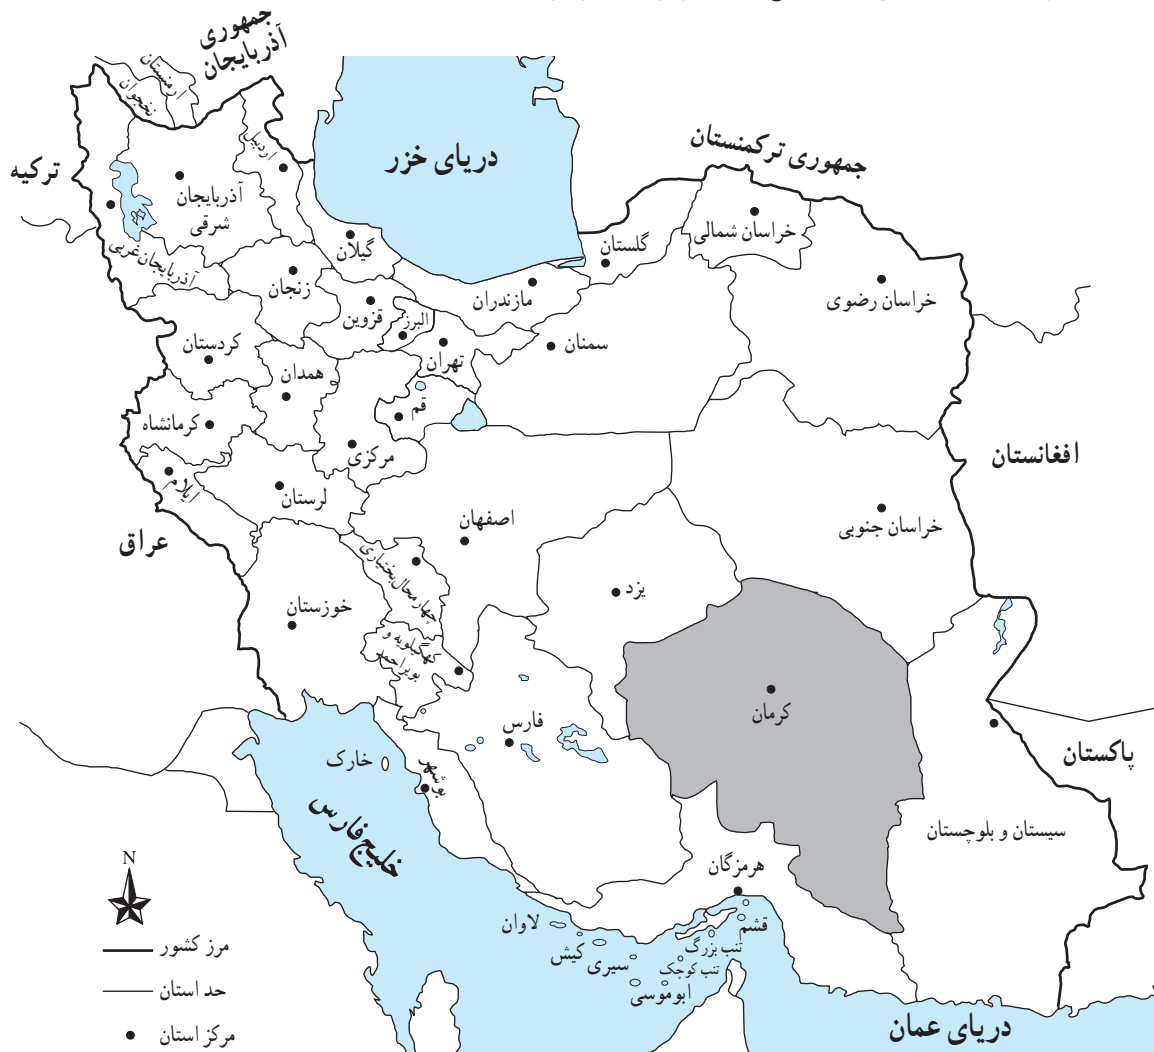 جمهوری
آذربایجان
ارمنستان
نخجوان
ترکیه
دریای خزر
جمهوری ترکمنستان
اردبیل
آذربایجان
شرقی
آذربایجان غربی
گیلان
گلستان
خراسان شمالی
خراسان رضوی
زنجان
مازندران
قزوین
البرز
تهران
سمنان
کردستان
همدان
قم
کرمانشاه
مرکزی
افغانستان
ایلام
لرستان
اصفهان
خراسان جنوبی
عراق
چهارمحال بختیاری
یزد
خوزستان
کهگیلویه و
بویراحمد
کرمان
فارس
پاکستان
خارک
بوشهر
خلیج فارس
سیستان و بلوچستان
هرمزگان
لاوان
قشم
کیش
تنب بزرگ
سیری
تنب کوچک
ابوموسی
دریای عمان
N
مرز کشور
حد استان
مرکز استان